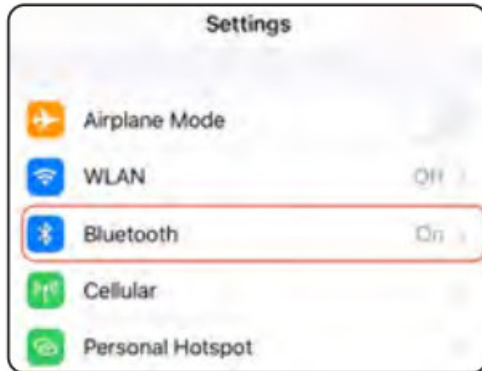 Settings
Airplane Mode
WLAN Off
Bluetooth On
Cellular
Personal Hotspot